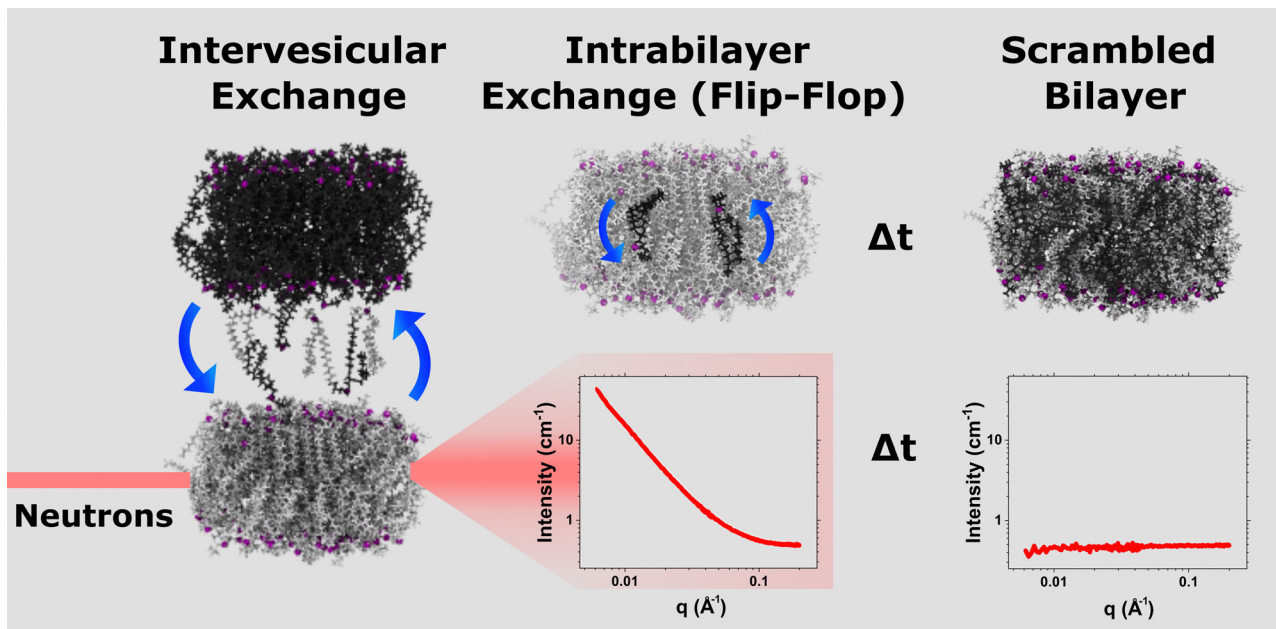 Intervesicular
Exchange
Intrabilayer
Exchange (Flip-Flop)
Scrambled
Bilayer
Δt
Neutrons
Intensity (cm⁻¹)
10
1
0.01
0.1
q (Å⁻¹)
Δt
Intensity (cm⁻¹)
10
1
0.01
0.1
q (Å⁻¹)